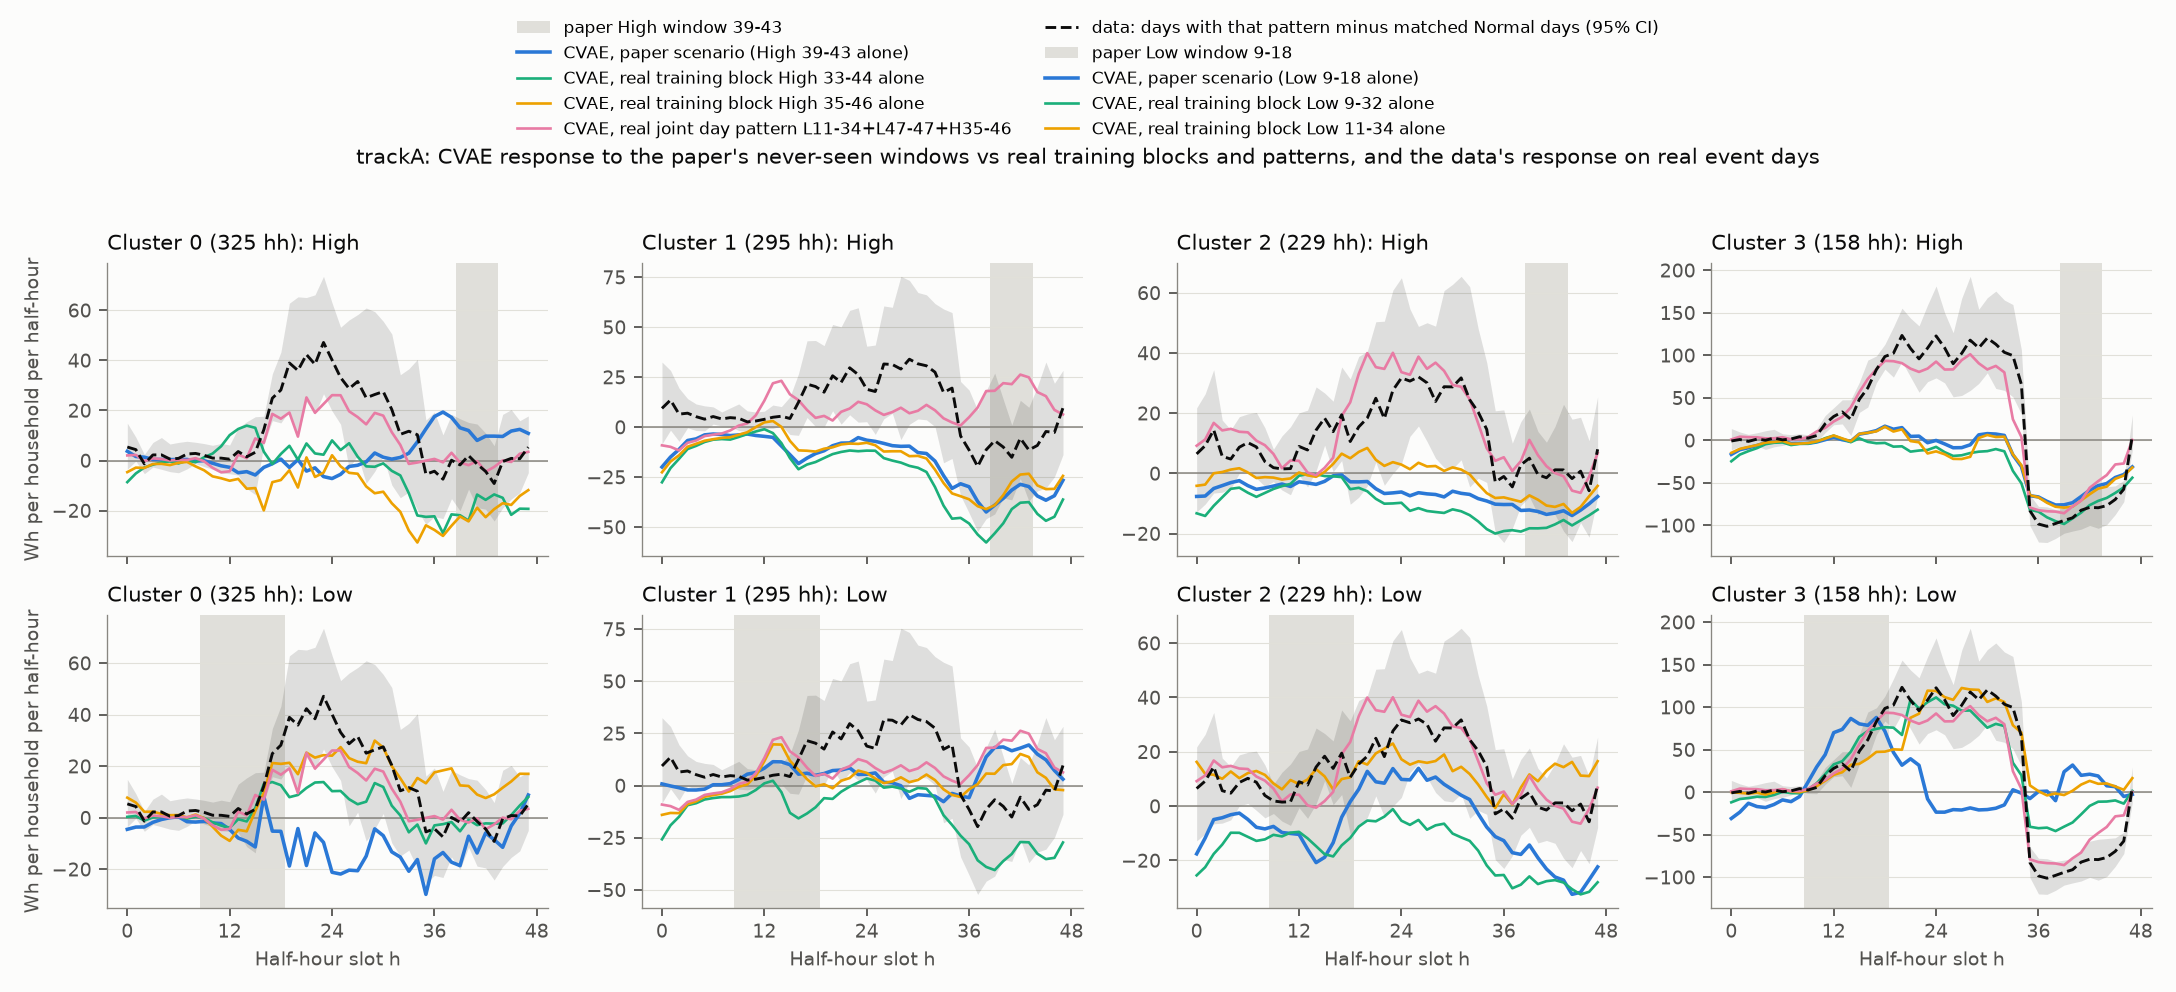 paper High window 39-43
CVAE, paper scenario (High 39-43 alone)
CVAE, real training block High 33-44 alone
CVAE, real training block High 35-46 alone
CVAE, real joint day pattern L11-34+L47-47+H35-46
data: days with that pattern minus matched Normal days (95% CI)
paper Low window 9-18
CVAE, paper scenario (Low 9-18 alone)
CVAE, real training block Low 9-32 alone
CVAE, real training block Low 11-34 alone
trackA: CVAE response to the paper's never-seen windows vs real training blocks and patterns, and the data's response on real event days
Cluster 0 (325 hh): High
Wh per household per half-hour
60
40
20
0
−20
Cluster 1 (295 hh): High
75
50
25
0
−25
−50
Cluster 2 (229 hh): High
60
40
20
0
−20
Cluster 3 (158 hh): High
200
150
100
50
0
−50
−100
Cluster 0 (325 hh): Low
Wh per household per half-hour
60
40
20
0
−20
0 12 24 36 48
Half-hour slot h
Cluster 1 (295 hh): Low
75
50
25
0
−25
−50
0 12 24 36 48
Half-hour slot h
Cluster 2 (229 hh): Low
60
40
20
0
−20
0 12 24 36 48
Half-hour slot h
Cluster 3 (158 hh): Low
200
150
100
50
0
−50
−100
0 12 24 36 48
Half-hour slot h